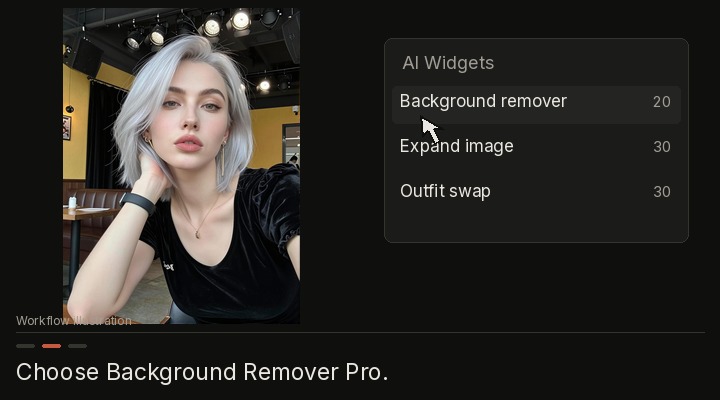 AI Widgets
Background remover 20
Expand image 30
Outfit swap 30
Workflow illustration
Choose Background Remover Pro.